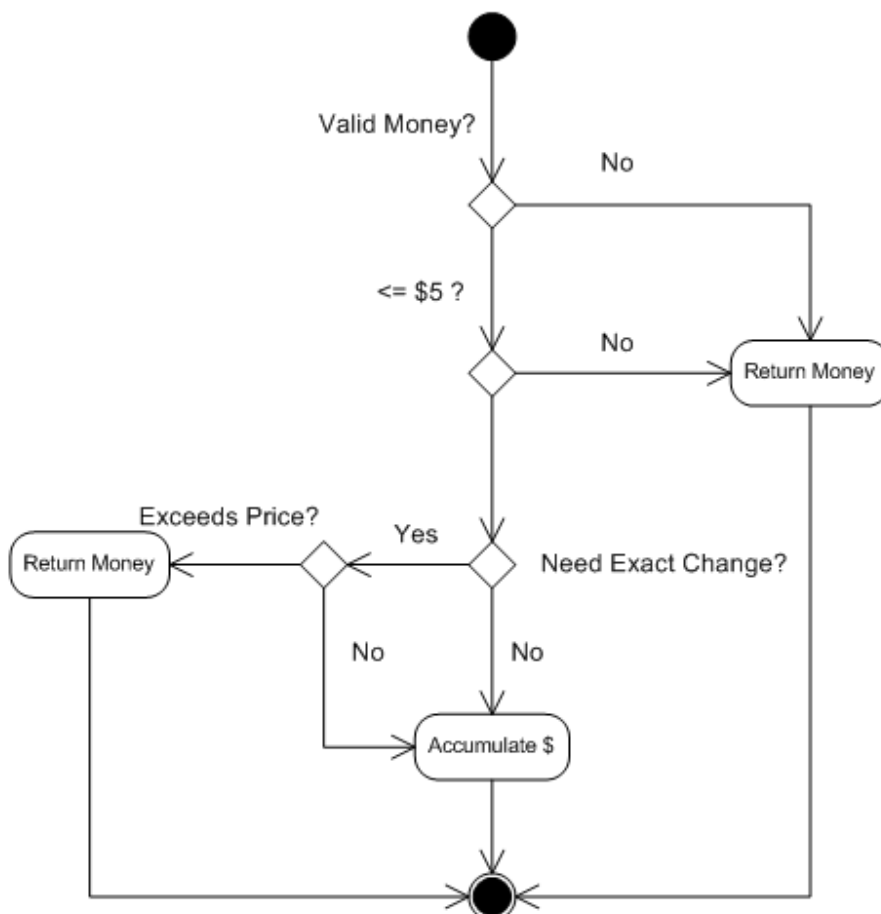 Valid Money?
No
<= $5 ?
No
Return Money
Exceeds Price?
Yes
Return Money
Need Exact Change?
No
No
Accumulate $